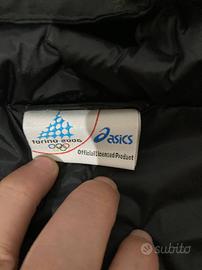 torino 2006
asics
Official Licensed Product
subito